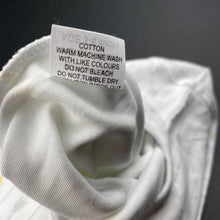 COTTON
WARM MACHINE WASH
WITH LIKE COLOURS
DO NOT BLEACH
DO NOT TUMBLE DRY